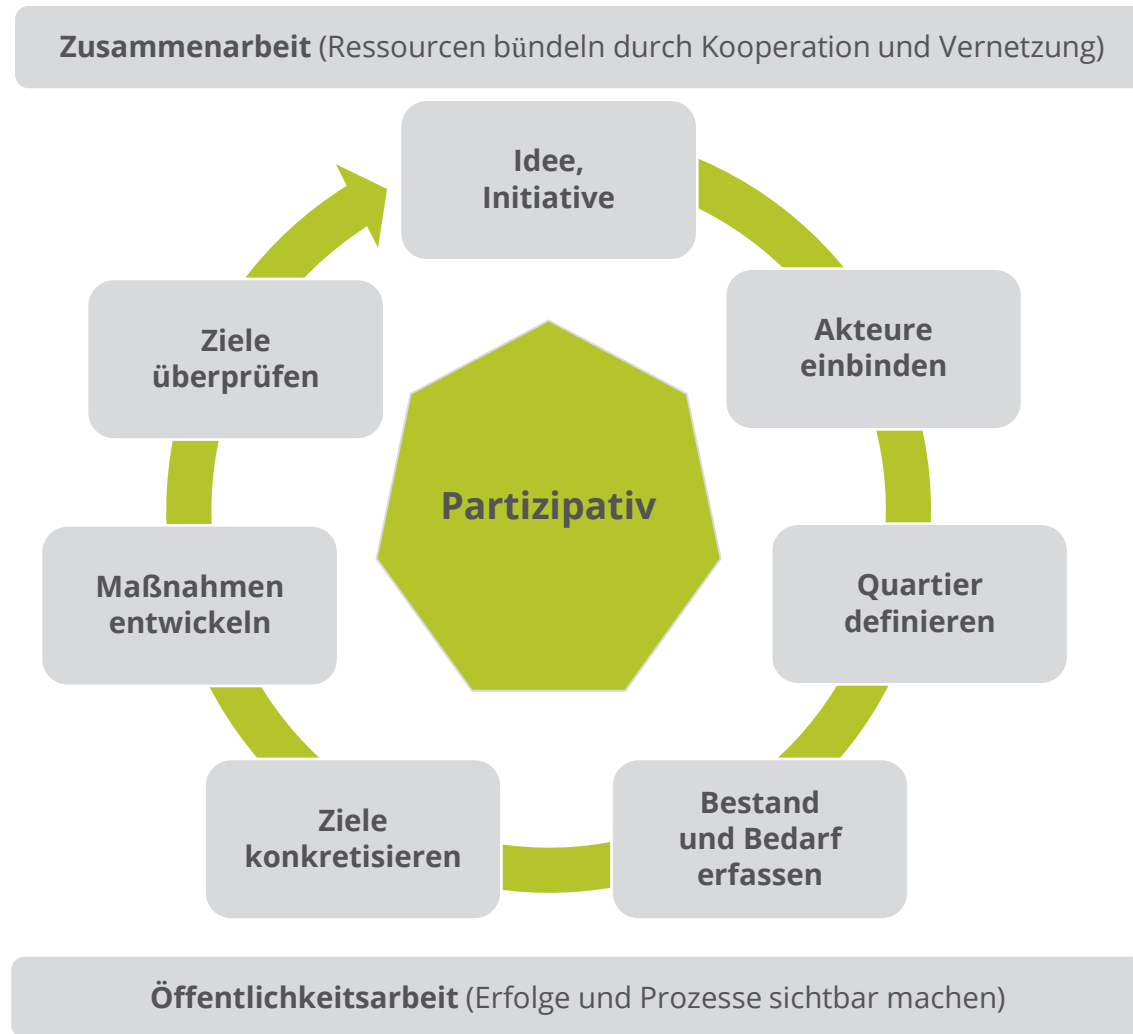 Zusammenarbeit (Ressourcen bündeln durch Kooperation und Vernetzung)
Idee,
Initiative
Akteure
einbinden
Quartier
definieren
Bestand
und Bedarf
erfassen
Ziele
konkretisieren
Maßnahmen
entwickeln
Ziele
überprüfen
Partizipativ
Öffentlichkeitsarbeit (Erfolge und Prozesse sichtbar machen)